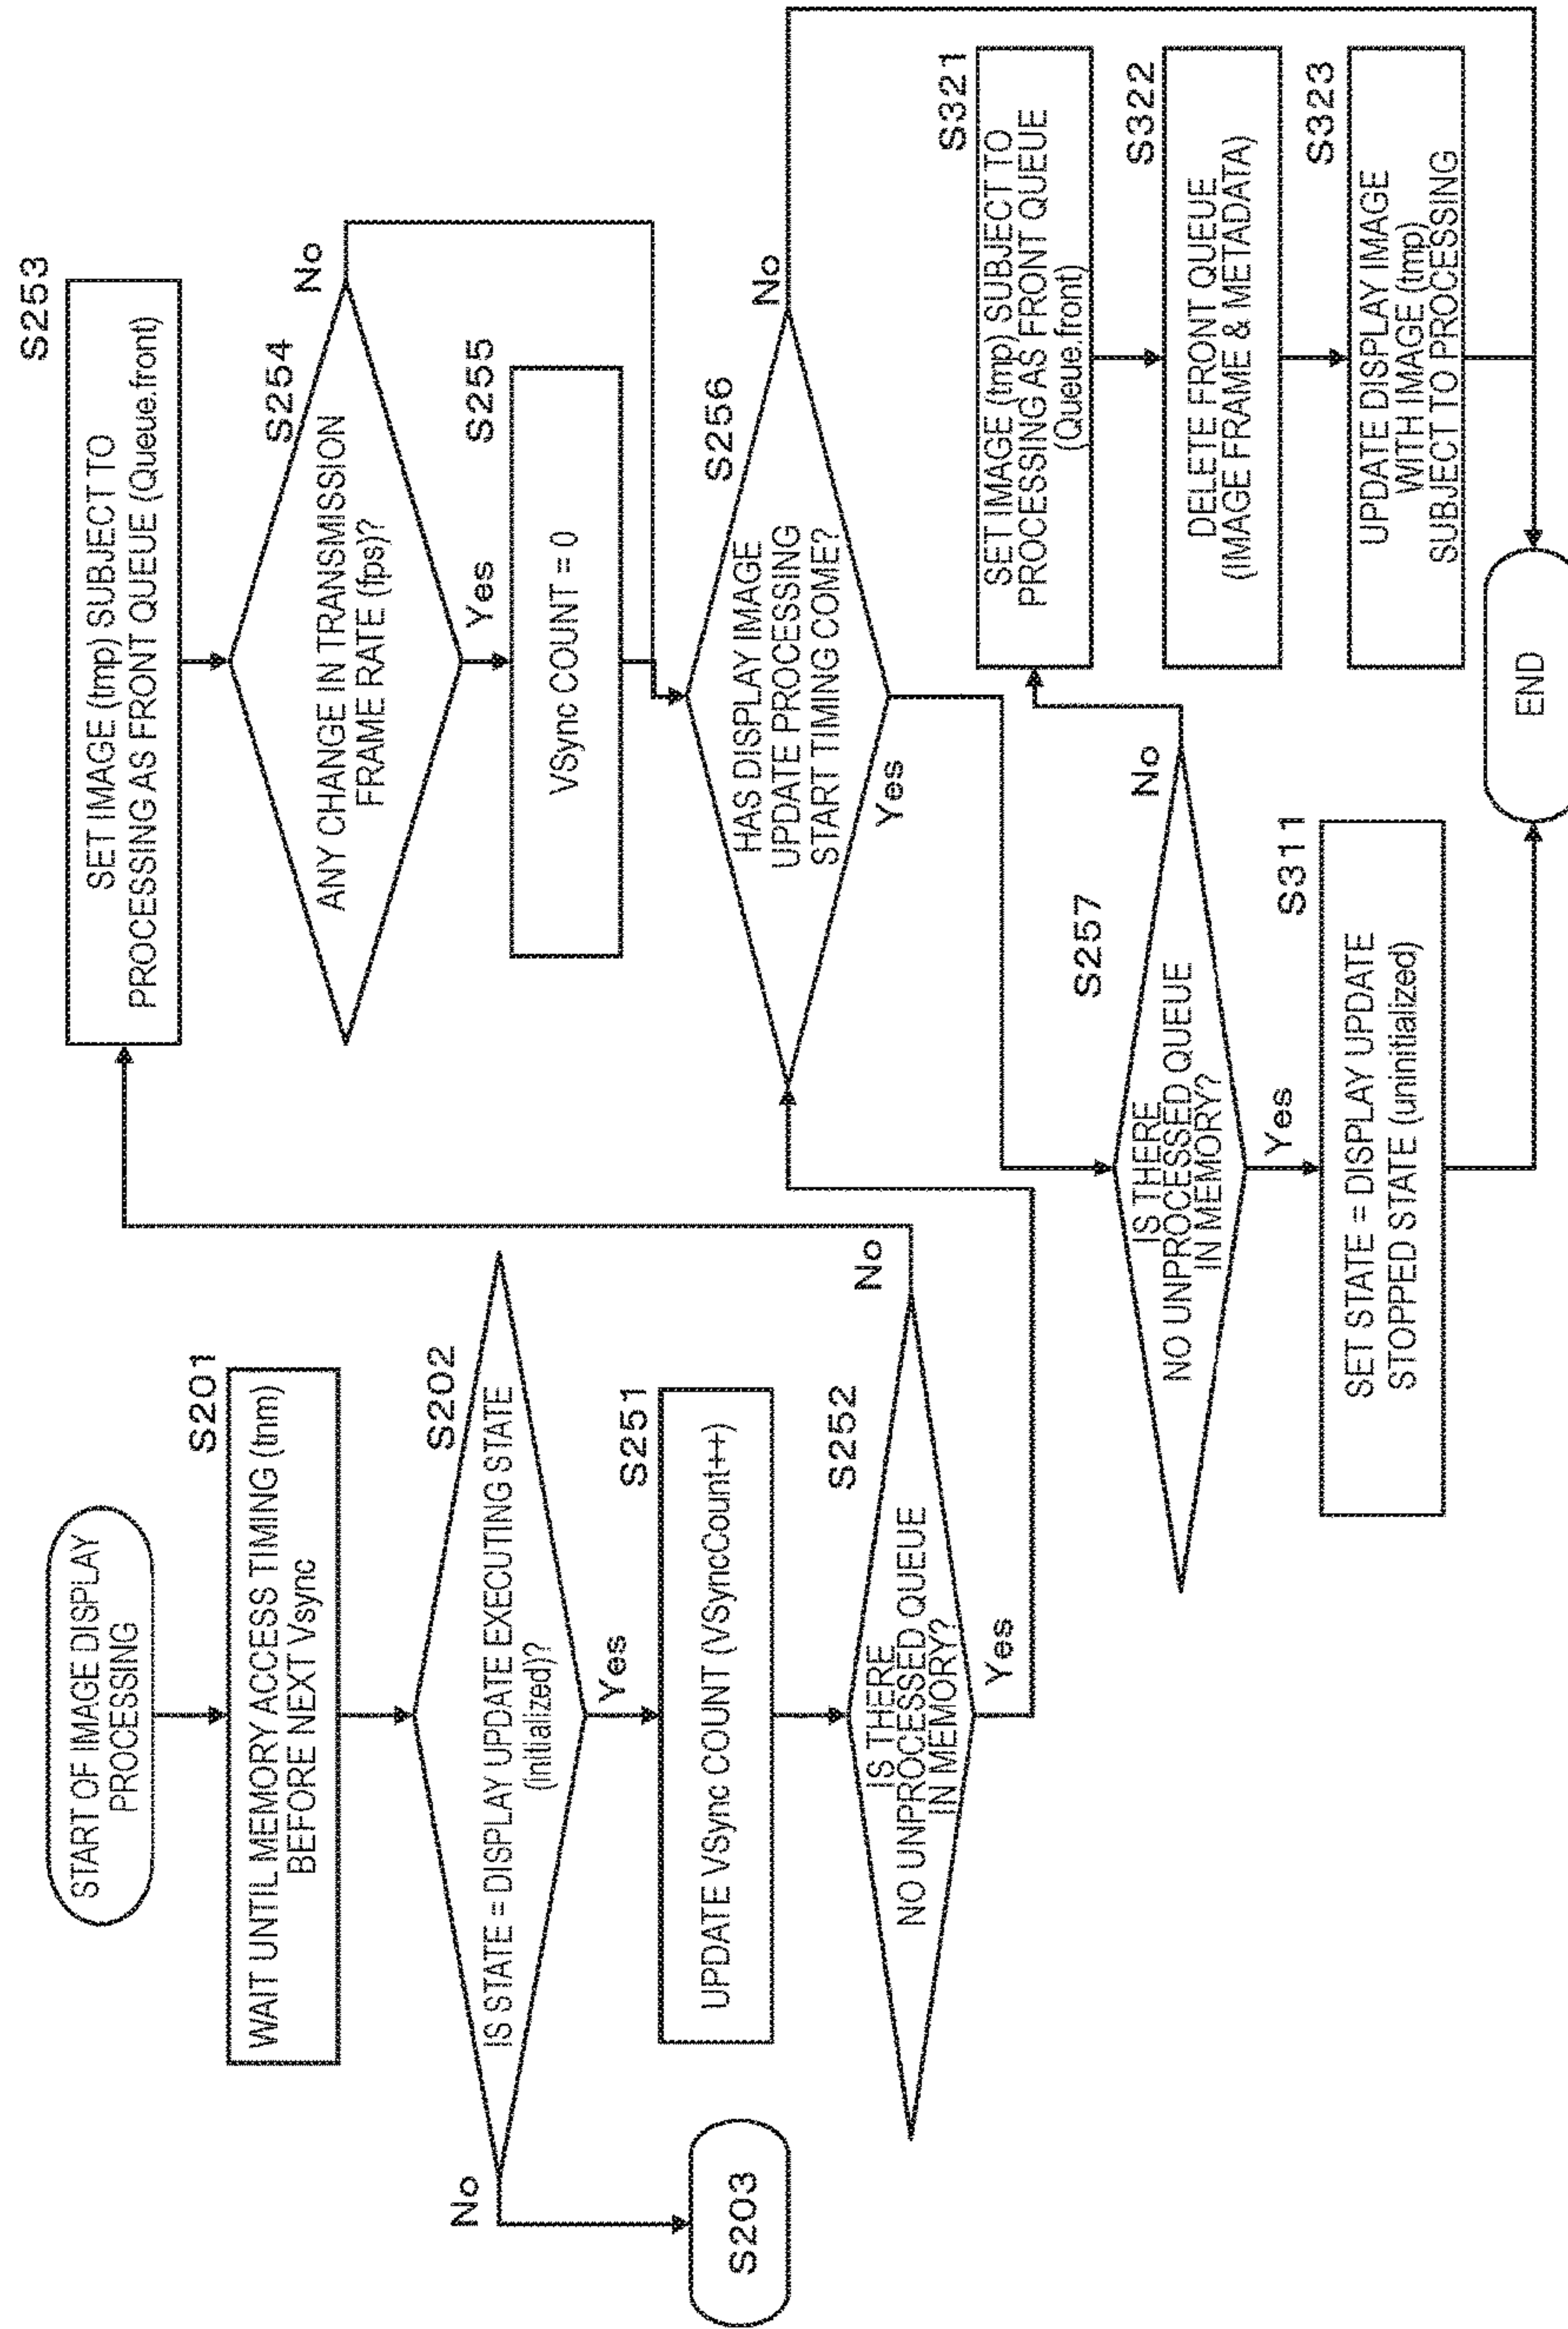 START OF IMAGE DISPLAY
PROCESSING
S201
WAIT UNTIL MEMORY ACCESS TIMING (tnm)
BEFORE NEXT Vsync
S202
IS STATE = DISPLAY UPDATE EXECUTING STATE
(initialized)?
No
Yes
S203
S251
UPDATE VSync COUNT (VSyncCount++)
S252
IS THERE
NO UNPROCESSED QUEUE
IN MEMORY?
No
Yes
S253
SET IMAGE (tmp) SUBJECT TO
PROCESSING AS FRONT QUEUE (Queue.front)
S254
ANY CHANGE IN TRANSMISSION
FRAME RATE (fps)?
No
Yes
S255
VSync COUNT = 0
S256
HAS DISPLAY IMAGE
UPDATE PROCESSING
START TIMING COME?
No
Yes
S257
IS THERE
NO UNPROCESSED QUEUE
IN MEMORY?
No
Yes
S311
SET STATE = DISPLAY UPDATE
STOPPED STATE (uninitialized)
S321
SET IMAGE (tmp) SUBJECT TO
PROCESSING AS FRONT QUEUE
(Queue.front)
S322
DELETE FRONT QUEUE
(IMAGE FRAME & METADATA)
S323
UPDATE DISPLAY IMAGE
WITH IMAGE (tmp)
SUBJECT TO PROCESSING
END